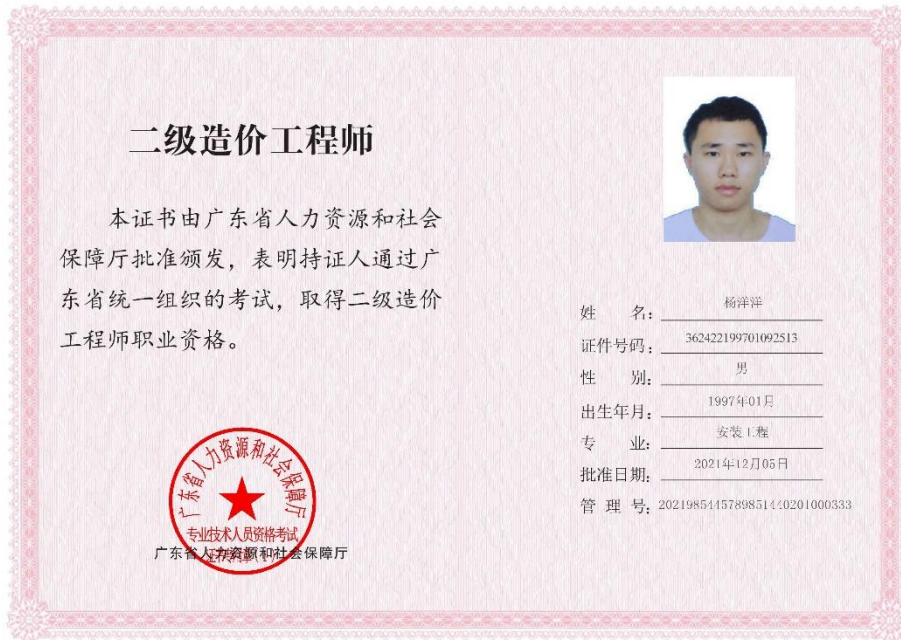 二级造价工程师
本证书由广东省人力资源和社会
保障厅批准颁发，表明持证人通过广
东省统一组织的考试，取得二级造价
工程师职业资格。
广东省人力资源和社会保障厅
专业技术人员资格考试
广东省人力资源和社会保障厅
姓 名：杨洋洋
证件号码：362422199701092513
性 别：男
出生年月：1997年01月
专 业：安装工程
批准日期：2021年12月05日
管 理 号：